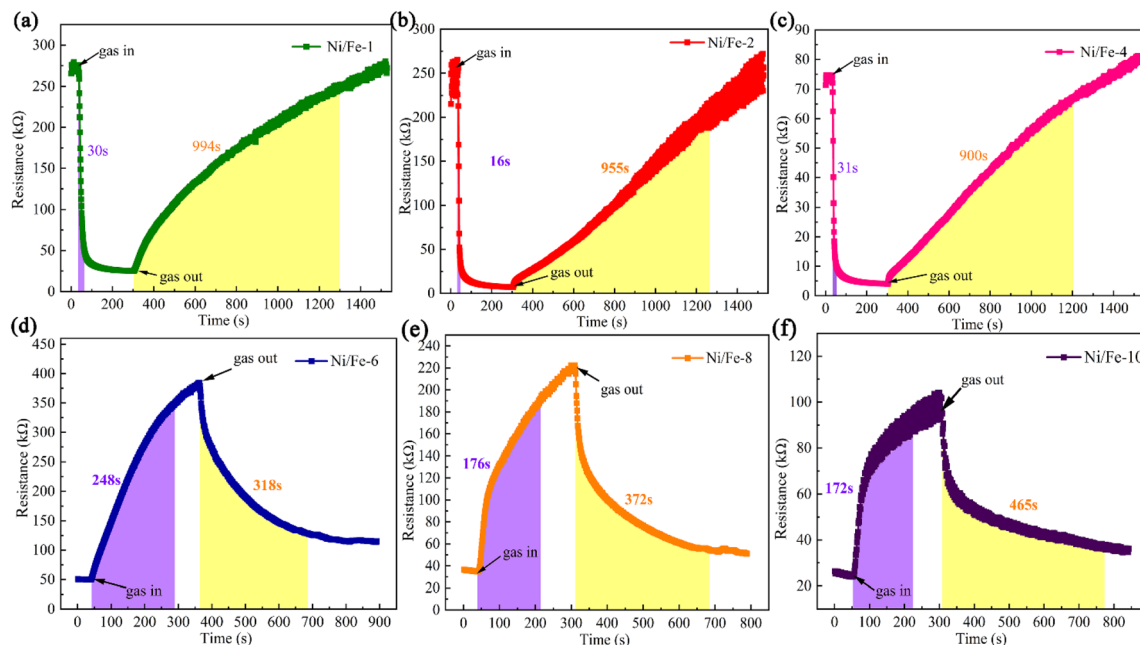 (a)
Ni/Fe-1
gas in
30s
994s
gas out
Resistance (kΩ)
300
250
200
150
100
50
0
0 200 400 600 800 1000 1200 1400
Time (s)
(b)
Ni/Fe-2
gas in
16s
955s
gas out
Resistance (kΩ)
300
250
200
150
100
50
0
0 200 400 600 800 1000 1200 1400
Time (s)
(c)
Ni/Fe-4
gas in
31s
900s
gas out
Resistance (kΩ)
90
80
70
60
50
40
30
20
10
0
0 200 400 600 800 1000 1200 1400
Time (s)
(d)
Ni/Fe-6
gas out
248s
318s
gas in
Resistance (kΩ)
450
400
350
300
250
200
150
100
50
0
0 100 200 300 400 500 600 700 800 900
Time (s)
(e)
Ni/Fe-8
gas out
176s
372s
gas in
Resistance (kΩ)
240
220
200
180
160
140
120
100
80
60
40
20
0
0 100 200 300 400 500 600 700 800
Time (s)
(f)
Ni/Fe-10
gas out
172s
465s
gas in
Resistance (kΩ)
120
100
80
60
40
20
0 100 200 300 400 500 600 700 800
Time (s)